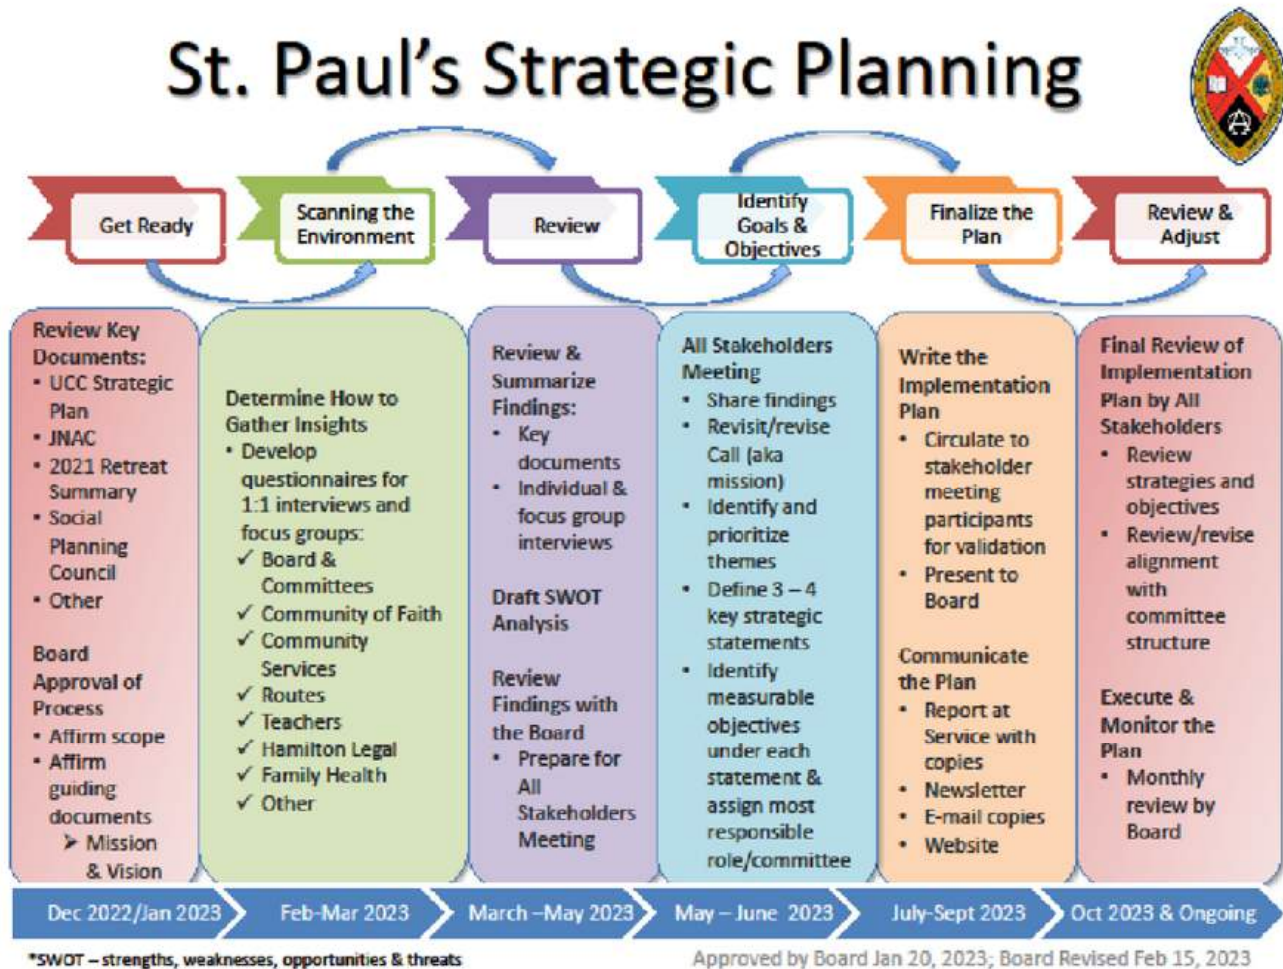 St. Paul's Strategic Planning
Get Ready
Scanning the
Environment
Review
Identify
Goals &
Objectives
Finalize the
Plan
Review &
Adjust
Review Key
Documents:
• UCC Strategic
Plan
• JNAC
• 2021 Retreat
Summary
• Social
Planning
Council
• Other
Board
Approval of
Process
• Affirm scope
• Affirm
guiding
documents
➢ Mission
& Vision
Determine How to
Gather Insights
• Develop
questionnaires for
1:1 interviews and
focus groups:
✓ Board &
Committees
✓ Community of Faith
✓ Community
Services
✓ Routes
✓ Teachers
✓ Hamilton Legal
✓ Family Health
✓ Other
Review &
Summarize
Findings:
• Key
documents
• Individual &
focus group
interviews
Draft SWOT
Analysis
Review
Findings with
the Board
• Prepare for
All
Stakeholders
Meeting
All Stakeholders
Meeting
• Share findings
• Revisit/revise
Call (aka
mission)
• Identify and
prioritize
themes
• Define 3 – 4
key strategic
statements
• Identify
measurable
objectives
under each
statement &
assign most
responsible
role/committee
Write the
Implementation
Plan
• Circulate to
stakeholder
meeting
participants
for validation
• Present to
Board
Communicate
the Plan
• Report at
Service with
copies
• Newsletter
• E-mail copies
• Website
Final Review of
Implementation
Plan by All
Stakeholders
• Review
strategies and
objectives
• Review/revise
alignment
with
committee
structure
Execute &
Monitor the
Plan
• Monthly
review by
Board
Dec 2022/Jan 2023
Feb-Mar 2023
March –May 2023
May – June 2023
July-Sept 2023
Oct 2023 & Ongoing
*SWOT – strengths, weaknesses, opportunities & threats
Approved by Board Jan 20, 2023; Board Revised Feb 15, 2023